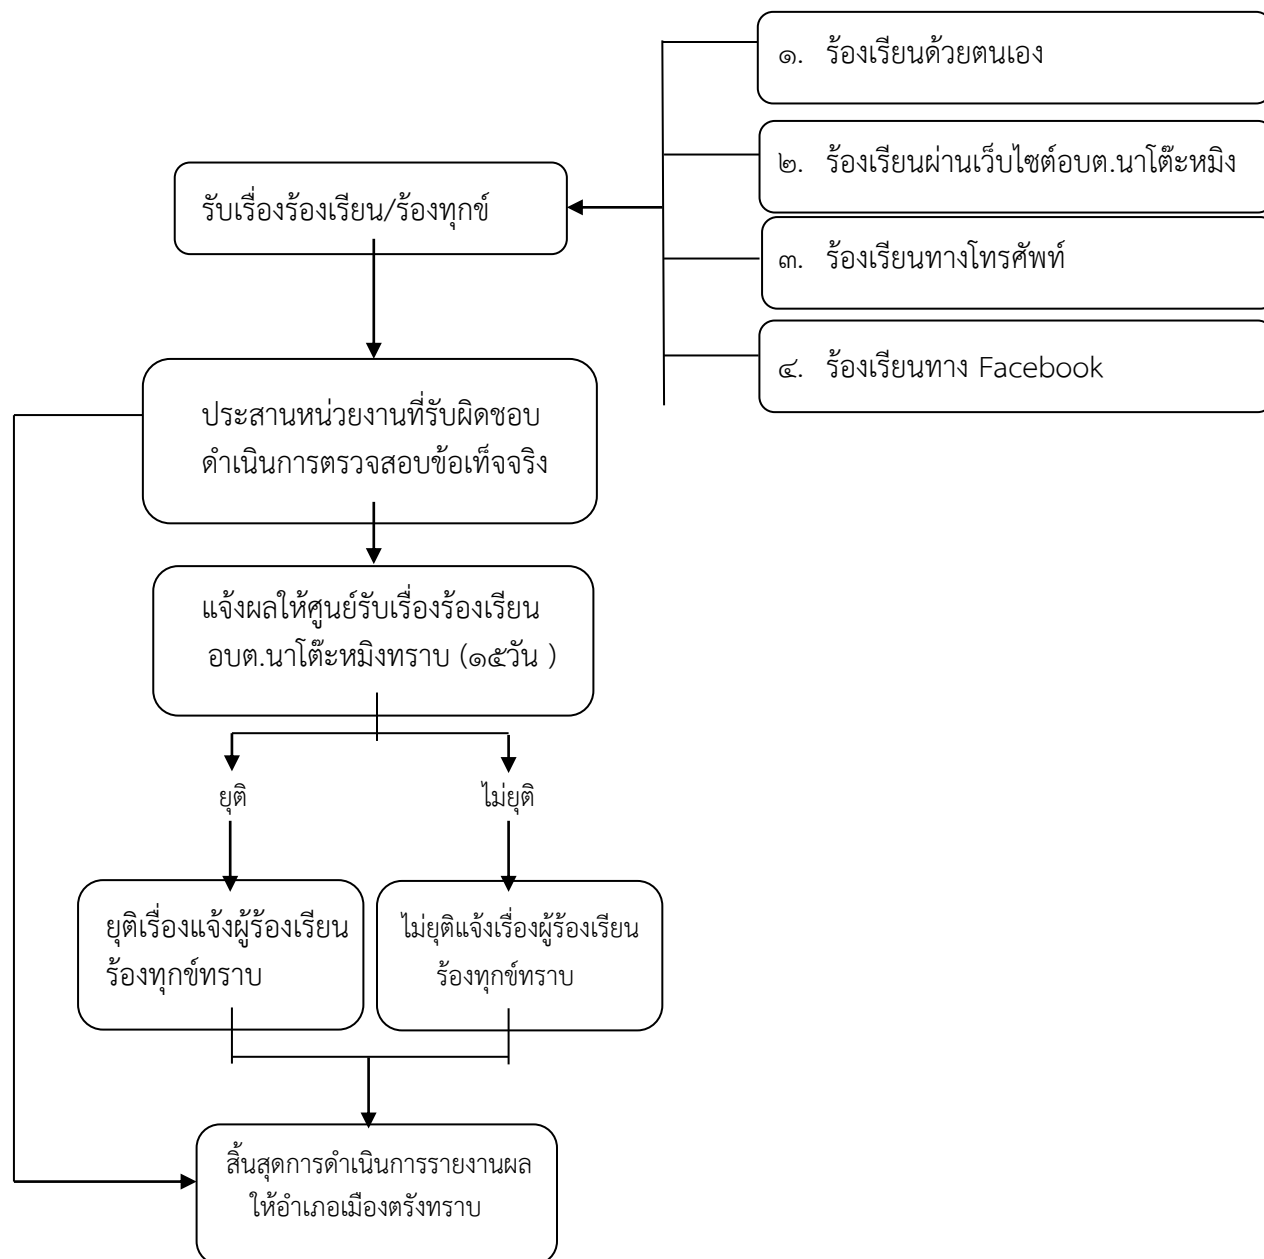 ๑. ร้องเรียนด้วยตนเอง
๒. ร้องเรียนผ่านเว็บไซต์อบต.นาโต๊ะหมิง
รับเรื่องร้องเรียน/ร้องทุกข์
๓. ร้องเรียนทางโทรศัพท์
๔. ร้องเรียนทาง Facebook
ประสานหน่วยงานที่รับผิดชอบ
ดำเนินการตรวจสอบข้อเท็จจริง
แจ้งผลให้ศูนย์รับเรื่องร้องเรียน
อบต.นาโต๊ะหมิงทราบ (๑๕วัน )
ยุติ
ไม่ยุติ
ยุติเรื่องแจ้งผู้ร้องเรียน
ร้องทุกข์ทราบ
ไม่ยุติแจ้งเรื่องผู้ร้องเรียน
ร้องทุกข์ทราบ
สิ้นสุดการดำเนินการรายงานผล
ให้อำเภอเมืองตรังทราบ